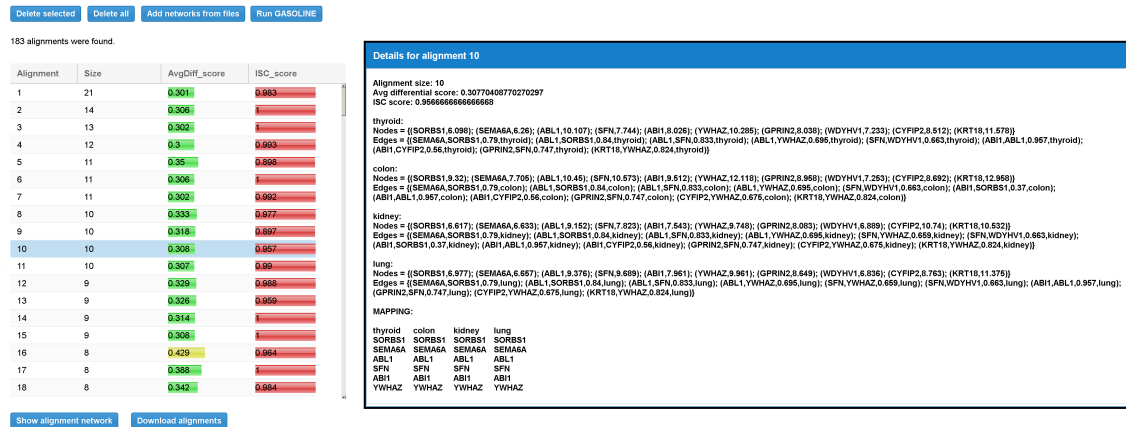 Delete selected Delete all Add networks from files Run GASOLINE
183 alignments were found.
Alignment Size AvgDiff_score ISC_score
1 21 0.301 0.983
2 14 0.306 1
3 13 0.302 1
4 12 0.3 0.993
5 11 0.35 0.898
6 11 0.306 1
7 11 0.302 0.992
8 10 0.333 0.977
9 10 0.318 0.897
10 10 0.308 0.957
11 10 0.307 0.99
12 9 0.329 0.988
13 9 0.326 0.959
14 9 0.314 1
15 9 0.308 1
16 8 0.429 0.964
17 8 0.388 1
18 8 0.342 0.984
Show alignment network Download alignments
Details for alignment 10
Alignment size: 10
Avg differential score: 0.30770408770270297
ISC score: 0.9566666666666668
thyroid:
Nodes = {(SORBS1,6.098); (SEMA6A,6.26); (ABL1,10.107); (SFN,7.744); (ABI1,8.026); (YWHAZ,10.285); (GPRIN2,8.038); (WDYHV1,7.233); (CYFIP2,8.512); (KRT18,11.578)}
Edges = {(SEMA6A,SORBS1,0.79,thyroid); (ABL1,SORBS1,0.84,thyroid); (ABL1,SFN,0.833,thyroid); (ABL1,YWHAZ,0.695,thyroid); (SFN,WDYHV1,0.663,thyroid); (ABI1,ABL1,0.957,thyroid);
(ABI1,CYFIP2,0.56,thyroid); (GPRIN2,SFN,0.747,thyroid); (KRT18,YWHAZ,0.824,thyroid)}
colon:
Nodes = {(SORBS1,9.32); (SEMA6A,7.705); (ABL1,10.45); (SFN,10.573); (ABI1,9.512); (YWHAZ,12.118); (GPRIN2,8.958); (WDYHV1,7.253); (CYFIP2,8.692); (KRT18,12.958)}
Edges = {(SEMA6A,SORBS1,0.79,colon); (ABL1,SORBS1,0.84,colon); (ABL1,SFN,0.833,colon); (ABL1,YWHAZ,0.695,colon); (SFN,WDYHV1,0.663,colon); (ABI1,SORBS1,0.37,colon);
(ABI1,ABL1,0.957,colon); (ABI1,CYFIP2,0.56,colon); (GPRIN2,SFN,0.747,colon); (CYFIP2,YWHAZ,0.675,colon); (KRT18,YWHAZ,0.824,colon)}
kidney:
Nodes = {(SORBS1,6.617); (SEMA6A,6.633); (ABL1,9.152); (SFN,7.823); (ABI1,7.543); (YWHAZ,9.748); (GPRIN2,8.083); (WDYHV1,6.889); (CYFIP2,10.74); (KRT18,10.532)}
Edges = {(SEMA6A,SORBS1,0.79,kidney); (ABL1,SORBS1,0.84,kidney); (ABL1,SFN,0.833,kidney); (ABL1,YWHAZ,0.695,kidney); (SFN,YWHAZ,0.659,kidney); (SFN,WDYHV1,0.663,kidney);
(ABI1,SORBS1,0.37,kidney); (ABI1,ABL1,0.957,kidney); (ABI1,CYFIP2,0.56,kidney); (GPRIN2,SFN,0.747,kidney); (CYFIP2,YWHAZ,0.675,kidney); (KRT18,YWHAZ,0.824,kidney)}
lung:
Nodes = {(SORBS1,6.977); (SEMA6A,6.657); (ABL1,9.376); (SFN,9.689); (ABI1,7.961); (YWHAZ,9.961); (GPRIN2,8.649); (WDYHV1,6.836); (CYFIP2,8.763); (KRT18,11.375)}
Edges = {(SEMA6A,SORBS1,0.79,lung); (ABL1,SORBS1,0.84,lung); (ABL1,SFN,0.833,lung); (ABL1,YWHAZ,0.695,lung); (SFN,YWHAZ,0.659,lung); (SFN,WDYHV1,0.663,lung); (ABI1,ABL1,0.957,lung);
(GPRIN2,SFN,0.747,lung); (CYFIP2,YWHAZ,0.675,lung); (KRT18,YWHAZ,0.824,lung)}
MAPPING:
thyroid colon kidney lung
SORBS1 SORBS1 SORBS1 SORBS1
SEMA6A SEMA6A SEMA6A SEMA6A
ABL1 ABL1 ABL1 ABL1
SFN SFN SFN SFN
ABI1 ABI1 ABI1 ABI1
YWHAZ YWHAZ YWHAZ YWHAZ